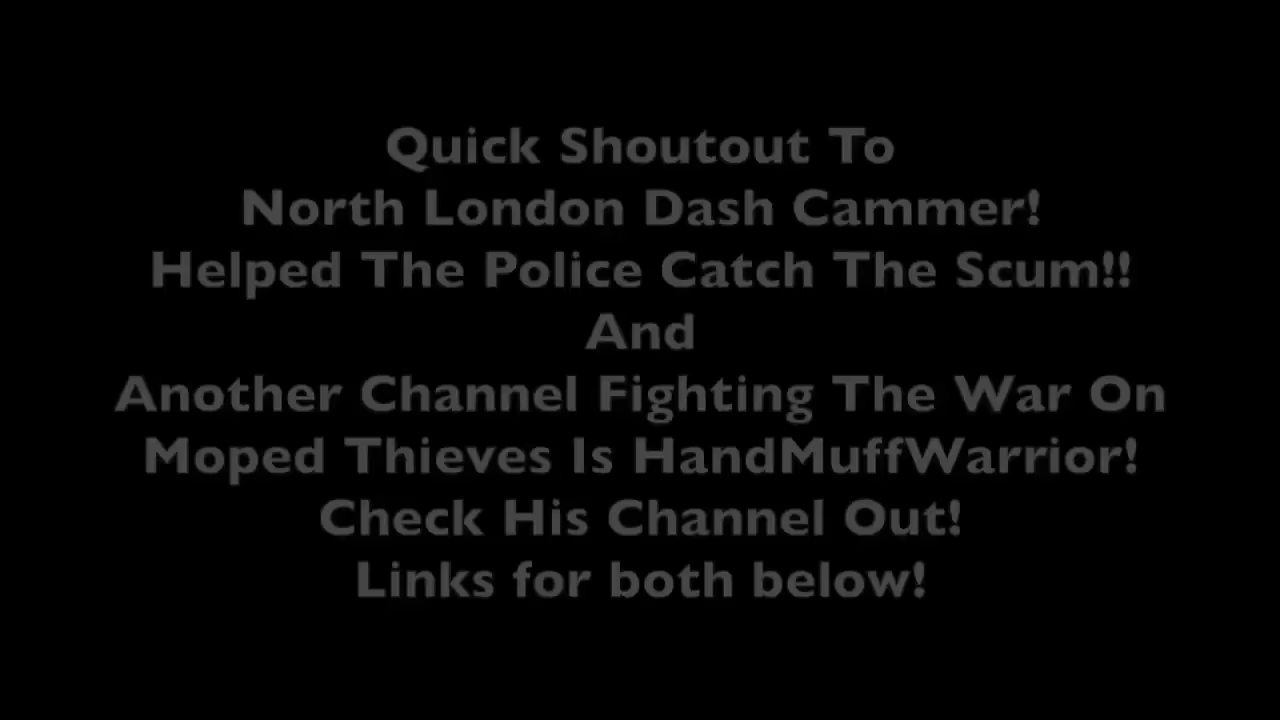 Quick Shoutout To
North London Dash Cammer!
Helped The Police Catch The Scum!!
And
Another Channel Fighting The War On
Moped Thieves Is HandMuffWarrior!
Check His Channel Out!
Links for both below!